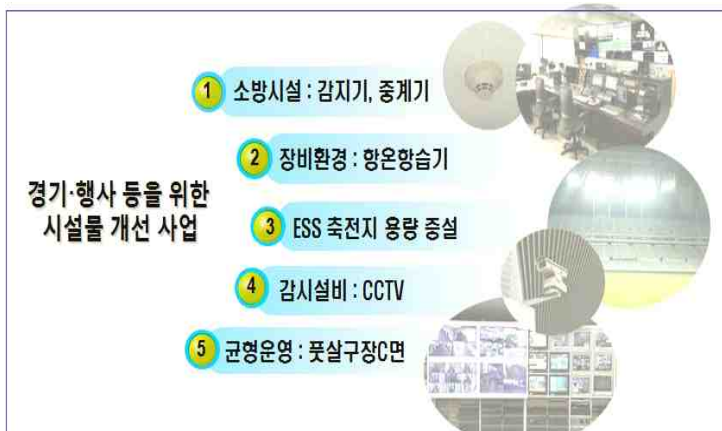 경기·행사 등을 위한
시설물 개선 사업
1 소방시설 : 감지기, 중계기
2 장비환경 : 항온항습기
3 ESS 축전지 용량 증설
4 감시설비 : CCTV
5 균형운영 : 풋살구장C면